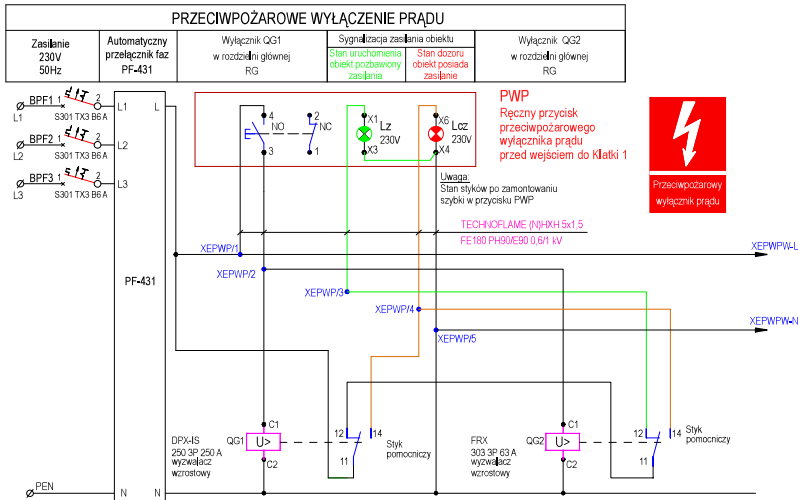 PRZECIWPOŻAROWE WYŁĄCZENIE PRĄDU
Zasilanie
230V
50Hz
Automatyczny
przełącznik faz
PF-431
Wyłącznik QG1
w rozdzielni głównej
RG
Sygnalizacja zasilania obiektu
Stan uruchomienia
obiekt pozbawiony
zasilania
Stan dozoru
obiekt posiada
zasilanie
Wyłącznik QG2
w rozdzielni głównej
RG
BPF1 1 2
L1
S301 TX3 B6 A
L1 L
BPF2 1 2
L2
S301 TX3 B6 A
L2
BPF3 1 2
L3
S301 TX3 B6 A
L3
4 2
NO NC
3 1
X1
Lz
230V
X3
X6
Lcz
230V
X4
PWP
Ręczny przycisk
przeciwpożarowego
wyłącznika prądu
przed wejściem do Klatki 1
Przeciwpożarowy
wyłącznik prądu
Uwaga:
Stan styków po zamontowaniu
szybki w przycisku PWP
TECHNOFLAME (N)HXH 5x1,5
FE180 PH90/E90 0,6/1 kV
XEPWP/1
XEPWPW-L
XEPWP/2
PF-431
XEPWP/3
XEPWP/4
XEPWPW-N
XEPWP/5
DPX-IS
250 3P 250 A
wyzwalacz
wzrostowy
QG1
C1
U>
C2
12 14
11
Styk
pomocniczy
FRX
303 3P 63 A
wyzwalacz
wzrostowy
QG2
C1
U>
C2
12 14
11
Styk
pomocniczy
PEN
N N